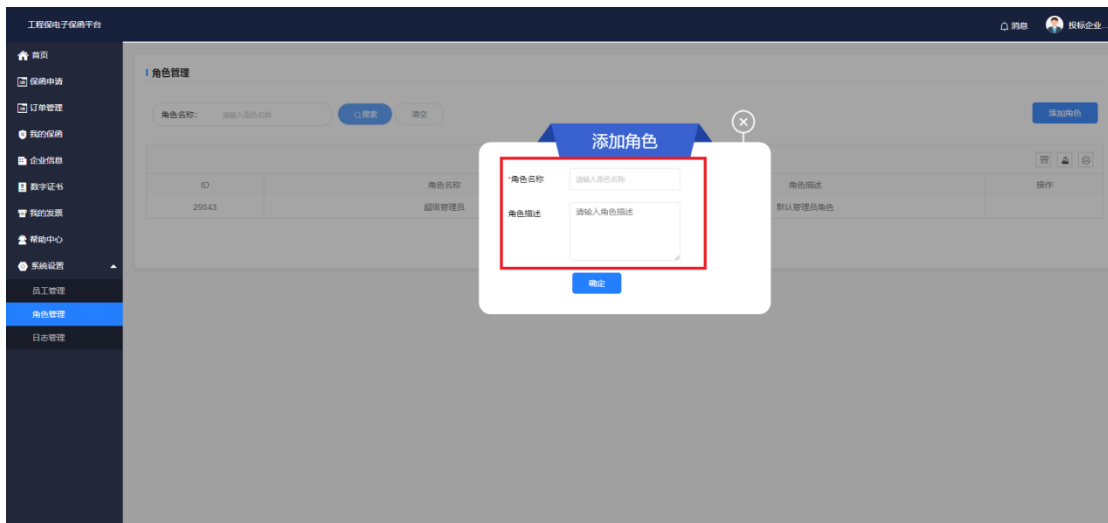 工程保电子保函平台
消息 投标企业...
首页
保函申请
订单管理
我的保函
企业信息
数字证书
我的发票
帮助中心
系统设置
员工管理
角色管理
日志管理
角色管理
角色名称: 请输入角色名称 搜索 清空 添加角色
ID 角色名称 角色描述 操作
29543 超级管理员 默认管理员角色
添加角色
*角色名称 请输入角色名称
角色描述 请输入角色描述
确定